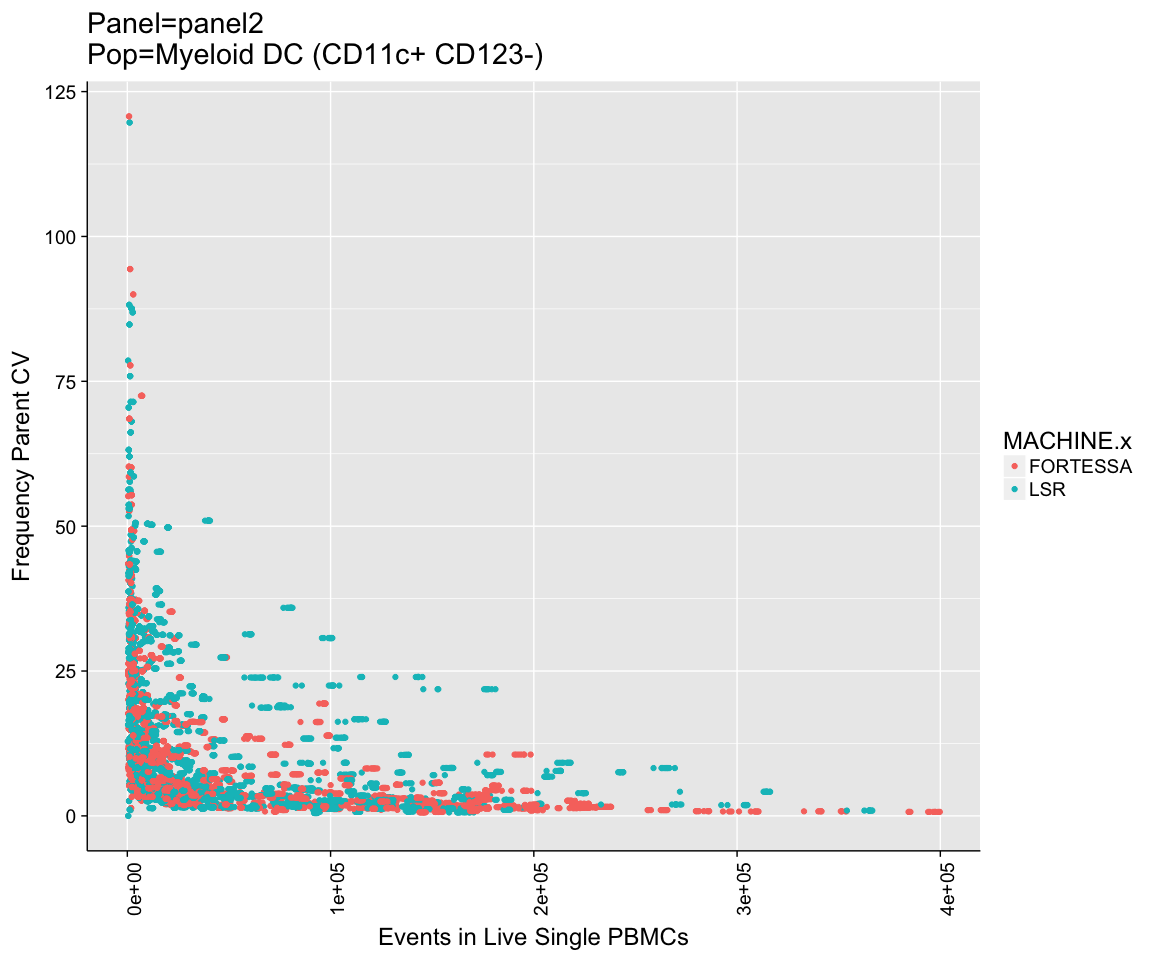 Panel=panel2
Pop=Myeloid DC (CD11c+ CD123-)
125
100
75
50
25
0
Frequency Parent CV
0e+00
1e+05
2e+05
3e+05
4e+05
Events in Live Single PBMCs
MACHINE.x
FORTESSA
LSR